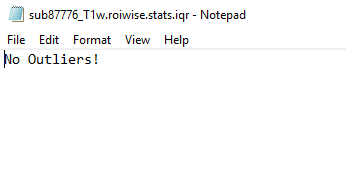 sub87776_T1w.roiwise.stats.iqr - Notepad
File Edit Format View Help
No Outliers!